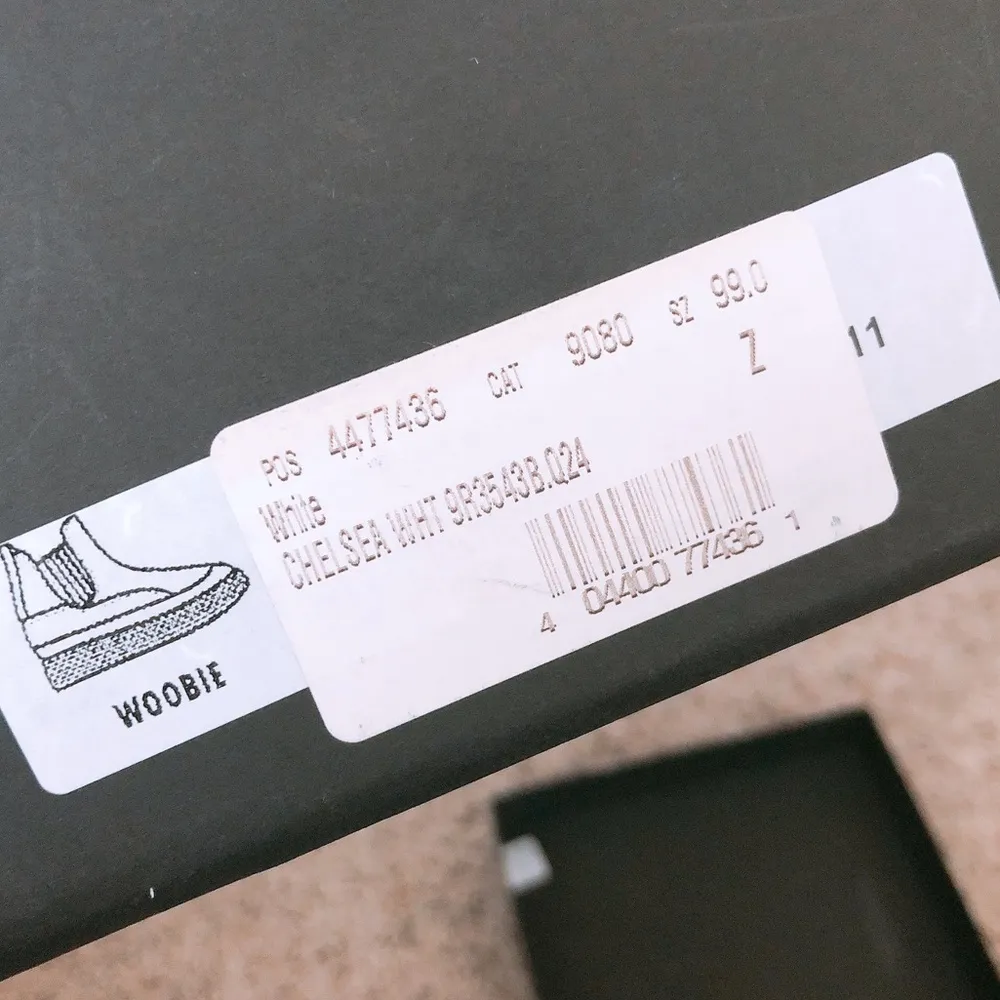 POS 4477436 CAT 9080 SZ 99.0
Z
White
CHELSEA WHT 9R3543B.Q24
4 04400 77436 1
WOOBIE
11